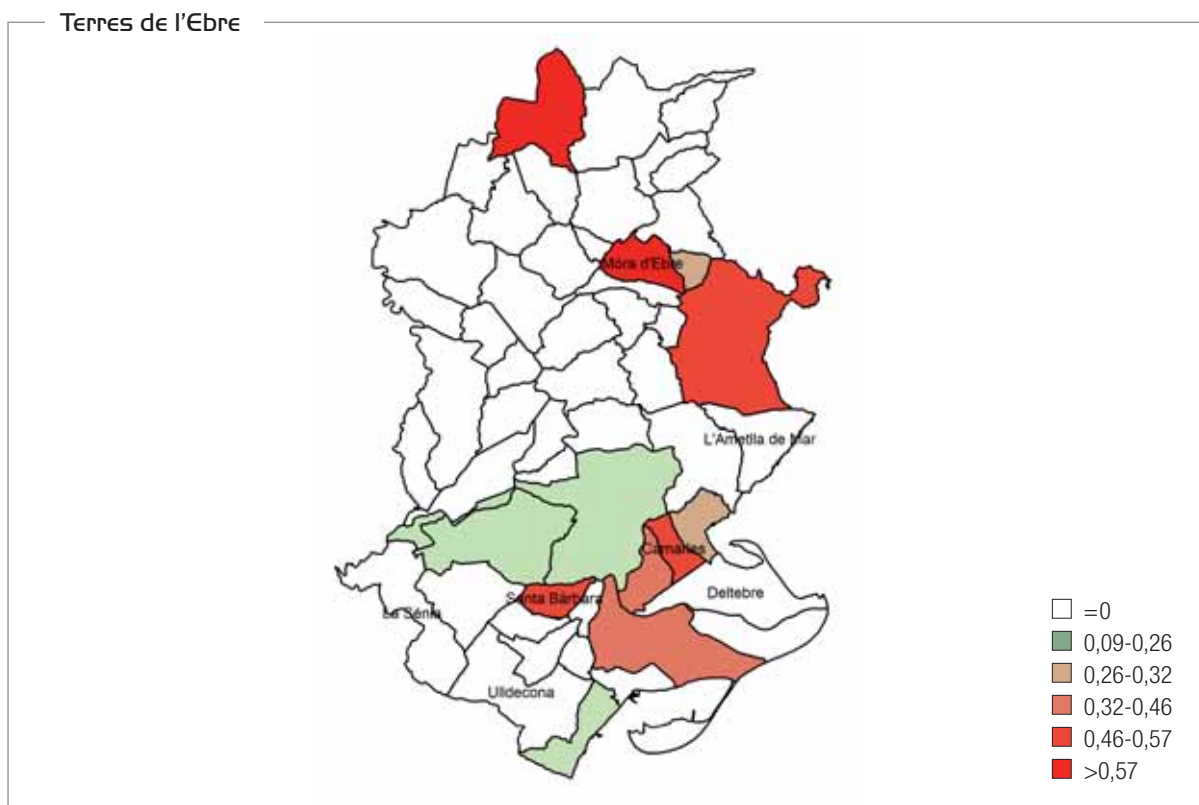 Terres de l'Ebre
Móra d'Ebre
L'Ametlla de Mar
Camarles
Deltebre
Santa Bàrbara
La Sénia
Ulldecona
=0
0,09-0,26
0,26-0,32
0,32-0,46
0,46-0,57
>0,57